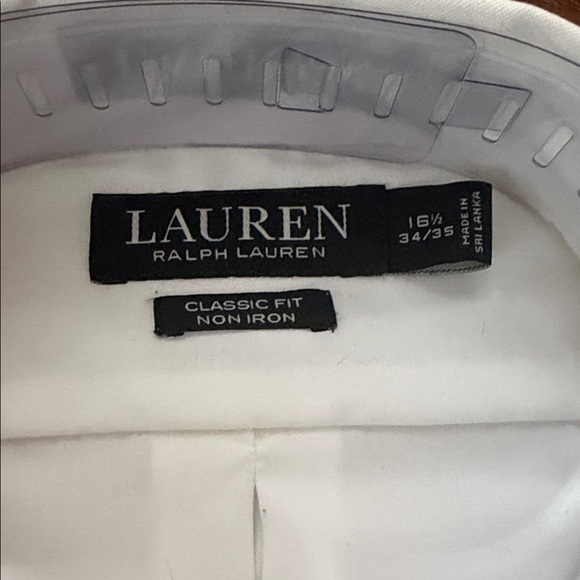 LAUREN
RALPH LAUREN
16½
34/35
MADE IN
SRI LANKA
CLASSIC FIT
NON IRON